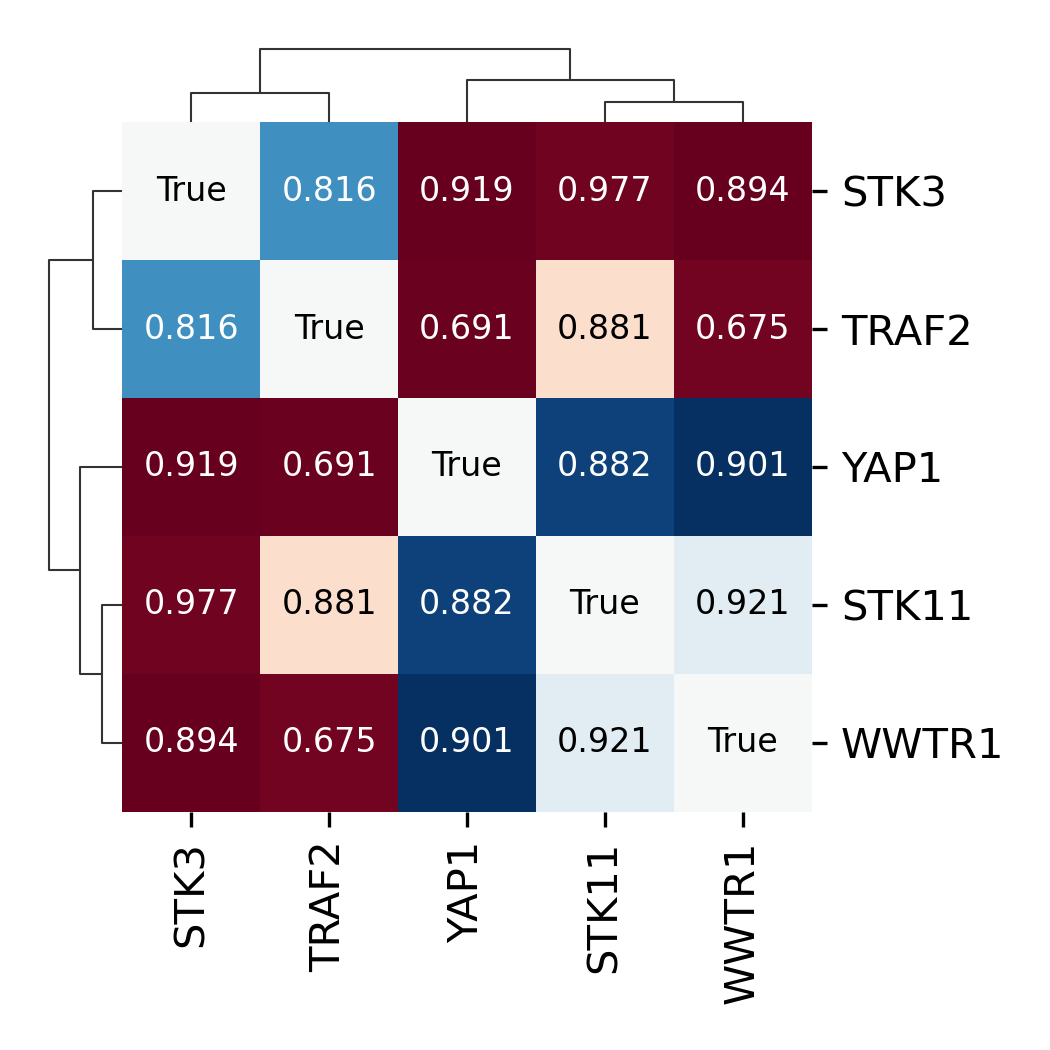 True 0.816 0.919 0.977 0.894 STK3
0.816 True 0.691 0.881 0.675 TRAF2
0.919 0.691 True 0.882 0.901 YAP1
0.977 0.881 0.882 True 0.921 STK11
0.894 0.675 0.901 0.921 True WWTR1
STK3 TRAF2 YAP1 STK11 WWTR1